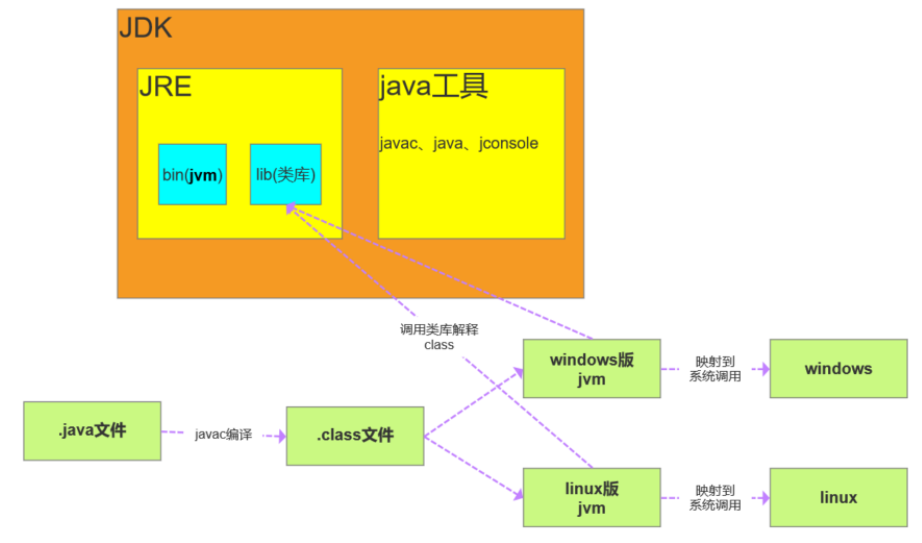 JDK
JRE
java工具
bin(jvm)
lib(类库)
javac、java、jconsole
调用类库解释
class
windows版
jvm
映射到
系统调用
windows
.java文件
javac编译
.class文件
linux版
jvm
映射到
系统调用
linux